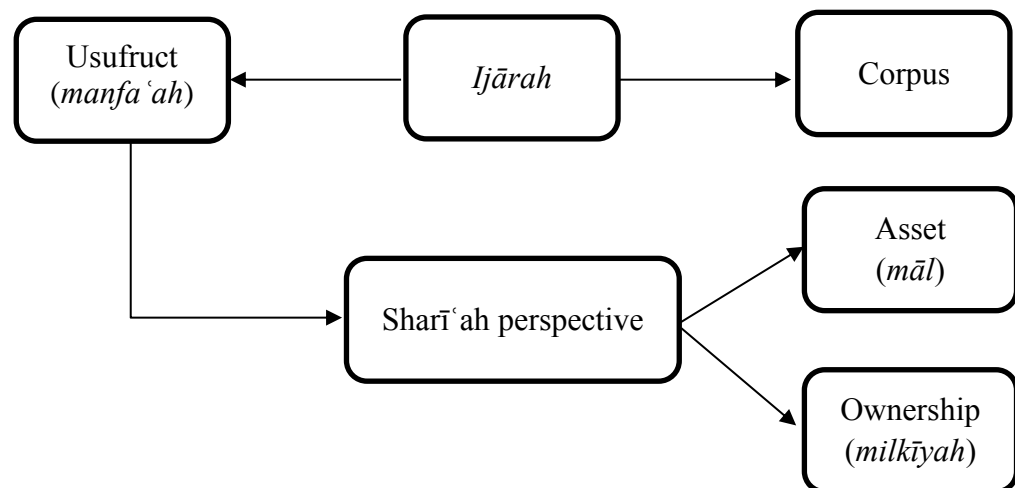 Usufruct
(manfaʿah)
Ijārah
Corpus
Asset
(māl)
Sharīʿah perspective
Ownership
(milkīyah)